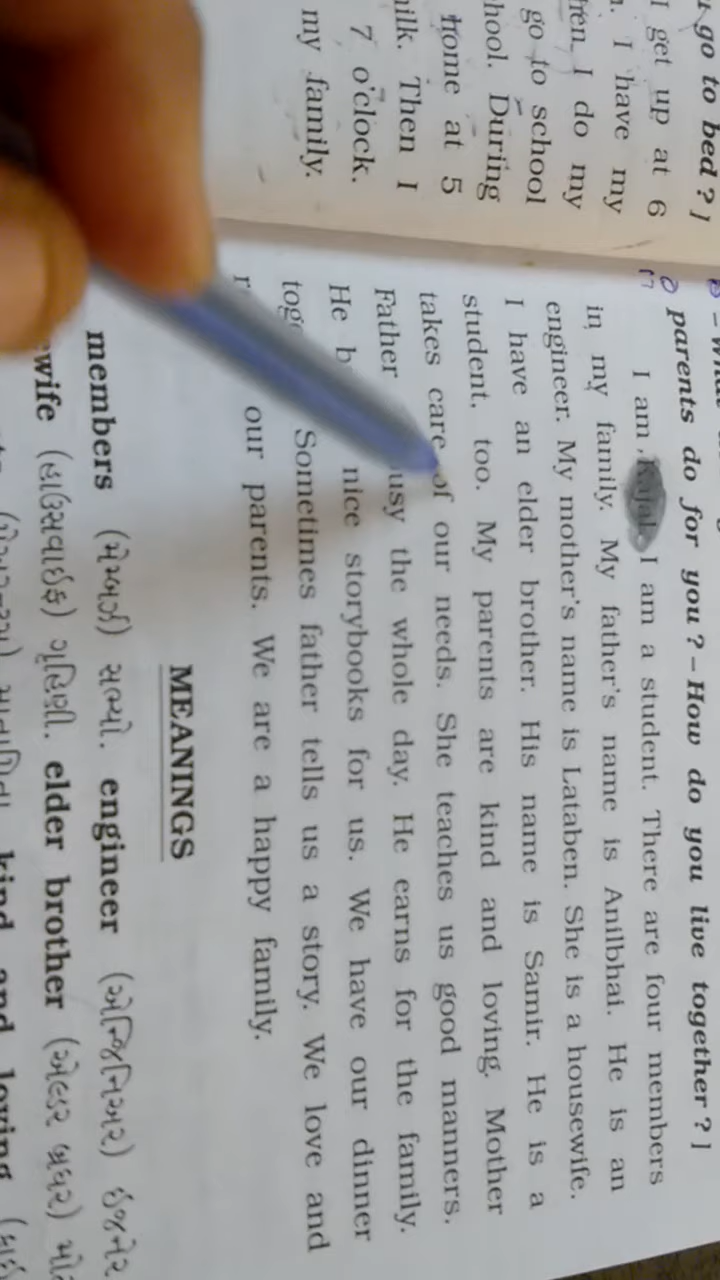 go to bed ? ]
I get up at 6
. I have my
I do my
go to school
During
home at 5
Then I
7 o'clock.
my family.
parents do for you ? – How do you live together ? ]
I am I am a student. There are four members
in my family. My father's name is Anilbhai. He is an
engineer. My mother's name is Lataben. She is a housewife.
I have an elder brother. His name is Samir. He is a
student, too. My parents are kind and loving. Mother
takes care of our needs. She teaches us good manners.
Father the whole day. He earns for the family.
He nice storybooks for us. We have our dinner
Sometimes father tells us a story. We love and
our parents. We are a happy family.
MEANINGS
members (મેમ્બર્ઝ) સભ્યો. engineer (એન્જિનિઅર) ઇજનેર
wife (હાઉસવાઇફ) ગૃહિણી. elder brother (એલ્ડર બ્રધર)
kind and loving